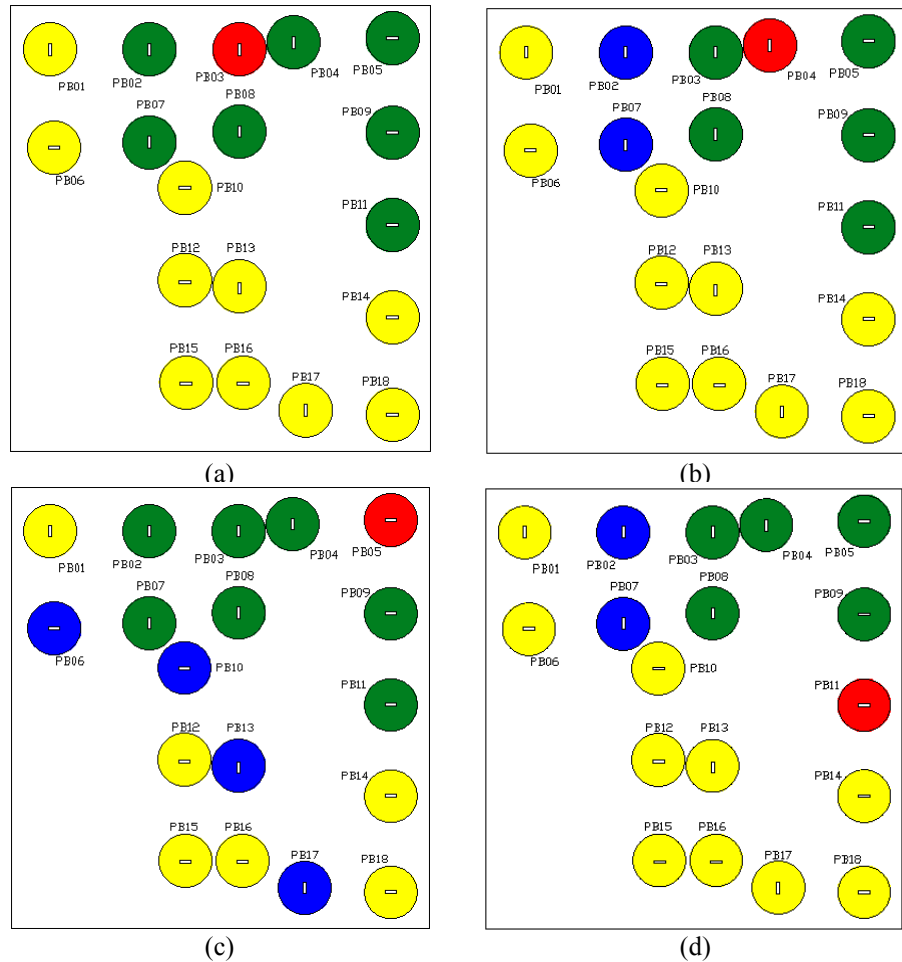 PB01
PB02
PB03
PB04
PB05
PB06
PB07
PB08
PB09
PB10
PB11
PB12
PB13
PB14
PB15
PB16
PB17
PB18
(a)
PB01
PB02
PB03
PB04
PB05
PB06
PB07
PB08
PB09
PB10
PB11
PB12
PB13
PB14
PB15
PB16
PB17
PB18
(b)
PB01
PB02
PB03
PB04
PB05
PB06
PB07
PB08
PB09
PB10
PB11
PB12
PB13
PB14
PB15
PB16
PB17
PB18
(c)
PB01
PB02
PB03
PB04
PB05
PB06
PB07
PB08
PB09
PB10
PB11
PB12
PB13
PB14
PB15
PB16
PB17
PB18
(d)